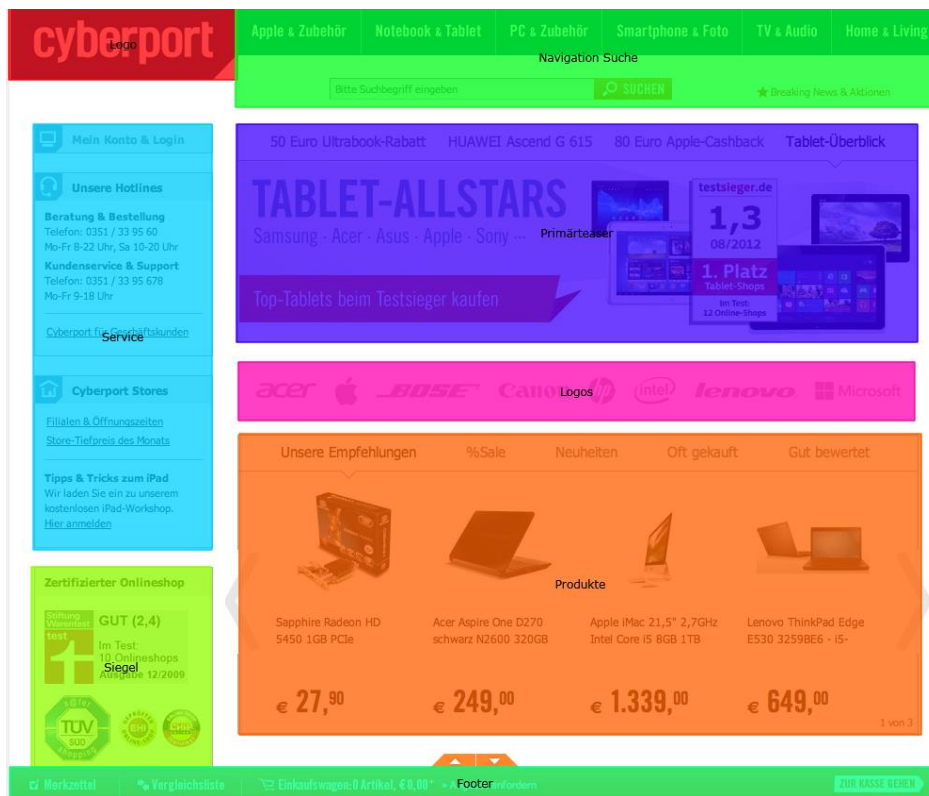 cyberport
Logo
Apple & Zubehör Notebook & Tablet PC & Zubehör Smartphone & Foto TV & Audio Home & Living
Navigation Suche
Bitte Suchbegriff eingeben SUCHEN Breaking News & Aktionen
Mein Konto & Login
Unsere Hotlines
Beratung & Bestellung
Telefon: 0351 / 33 95 60
Mo-Fr 8-22 Uhr, Sa 10-20 Uhr
Kundenservice & Support
Telefon: 0351 / 33 95 678
Mo-Fr 9-18 Uhr
Cyberport für Geschäftskunden
Service
Cyberport Stores
Filialen & Öffnungszeiten
Store-Tiefpreis des Monats
Tipps & Tricks zum iPad
Wir laden Sie ein zu unserem
kostenlosen iPad-Workshop.
Hier anmelden
Zertifizierter Onlineshop
Stiftung
Warentest
test
GUT (2,4)
Im Test:
10 Onlineshops
Ausgabe 12/2009
Siegel
safer
TÜV
SÜD
shopping
EHI
50 Euro Ultrabook-Rabatt HUAWEI Ascend G 615 80 Euro Apple-Cashback Tablet-Überblick
TABLET-ALLSTARS
Samsung · Acer · Asus · Apple · Sony ...
Primärteaser
Top-Tablets beim Testsieger kaufen
testsieger.de
1,3
08/2012
1. Platz
Tablet-Shops
Im Test:
12 Online-Shops
acer BOSE Canon hp intel lenovo Microsoft
Logos
Unsere Empfehlungen %Sale Neuheiten Oft gekauft Gut bewertet
Produkte
Sapphire Radeon HD
5450 1GB PCIe
€ 27,90
Acer Aspire One D270
schwarz N2600 320GB
€ 249,00
Apple iMac 21,5" 2,7GHz
Intel Core i5 8GB 1TB
€ 1.339,00
Lenovo ThinkPad Edge
E530 3259BE6 - i5-
€ 649,00
1 von 3
Merkzettel Vergleichsliste Einkaufswagen: 0 Artikel, € 0,00* ZUR KASSE GEHEN
Footer